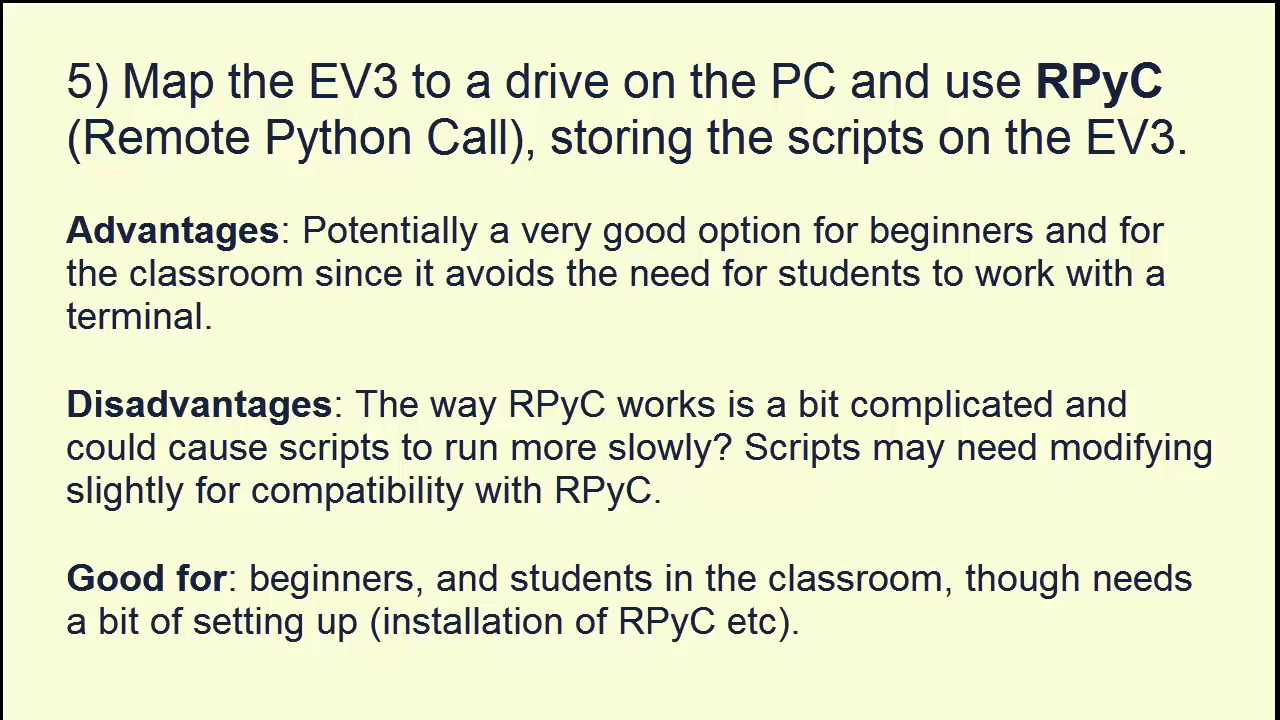 5) Map the EV3 to a drive on the PC and use RPyC
(Remote Python Call), storing the scripts on the EV3.
Advantages: Potentially a very good option for beginners and for
the classroom since it avoids the need for students to work with a
terminal.
Disadvantages: The way RPyC works is a bit complicated and
could cause scripts to run more slowly? Scripts may need modifying
slightly for compatibility with RPyC.
Good for: beginners, and students in the classroom, though needs
a bit of setting up (installation of RPyC etc).